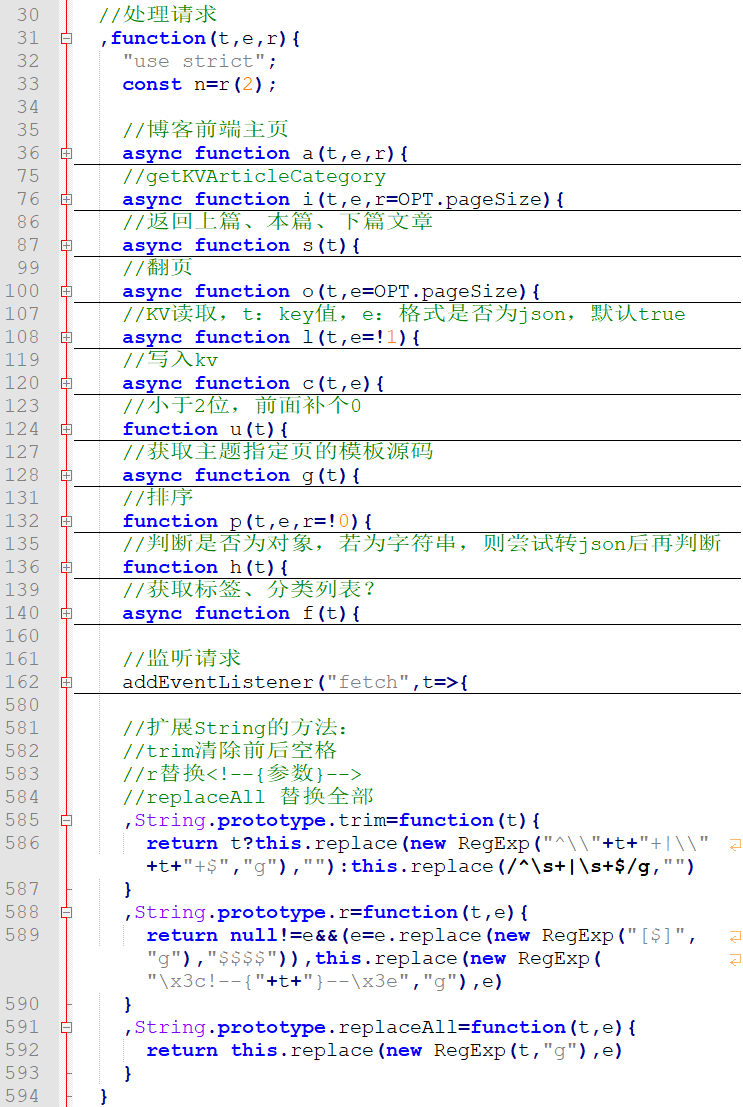 30 //处理请求
31 ,function(t,e,r){
32 "use strict";
33 const n=r(2);
34
35 //博客前端主页
36 async function a(t,e,r){
75 //getKVArticleCategory
76 async function i(t,e,r=OPT.pageSize){
86 //返回上篇、本篇、下篇文章
87 async function s(t){
99 //翻页
100 async function o(t,e=OPT.pageSize){
107 //KV读取，t：key值，e：格式是否为json，默认true
108 async function l(t,e=!1){
119 //写入kv
120 async function c(t,e){
123 //小于2位，前面补个0
124 function u(t){
127 //获取主题指定页的模板源码
128 async function g(t){
131 //排序
132 function p(t,e,r=!0){
135 //判断是否为对象，若为字符串，则尝试转json后再判断
136 function h(t){
139 //获取标签、分类列表？
140 async function f(t){
160
161 //监听请求
162 addEventListener("fetch",t=>{
580
581 //扩展String的方法：
582 //trim清除前后空格
583 //r替换<!--{参数}-->
584 //replaceAll 替换全部
585 ,String.prototype.trim=function(t){
586 return t?this.replace(new RegExp("^\\"+t+"+|\\"
+t+"+$","g"),""):this.replace(/^\s+|\s+$/g,"")
587 }
588 ,String.prototype.r=function(t,e){
589 return null!=e&&(e=e.replace(new RegExp("[$]",
"g"),"$$$$")),this.replace(new RegExp(
"\x3c!--{"+t+"}--\x3e","g"),e)
590 }
591 ,String.prototype.replaceAll=function(t,e){
592 return this.replace(new RegExp(t,"g"),e)
593 }
594 }